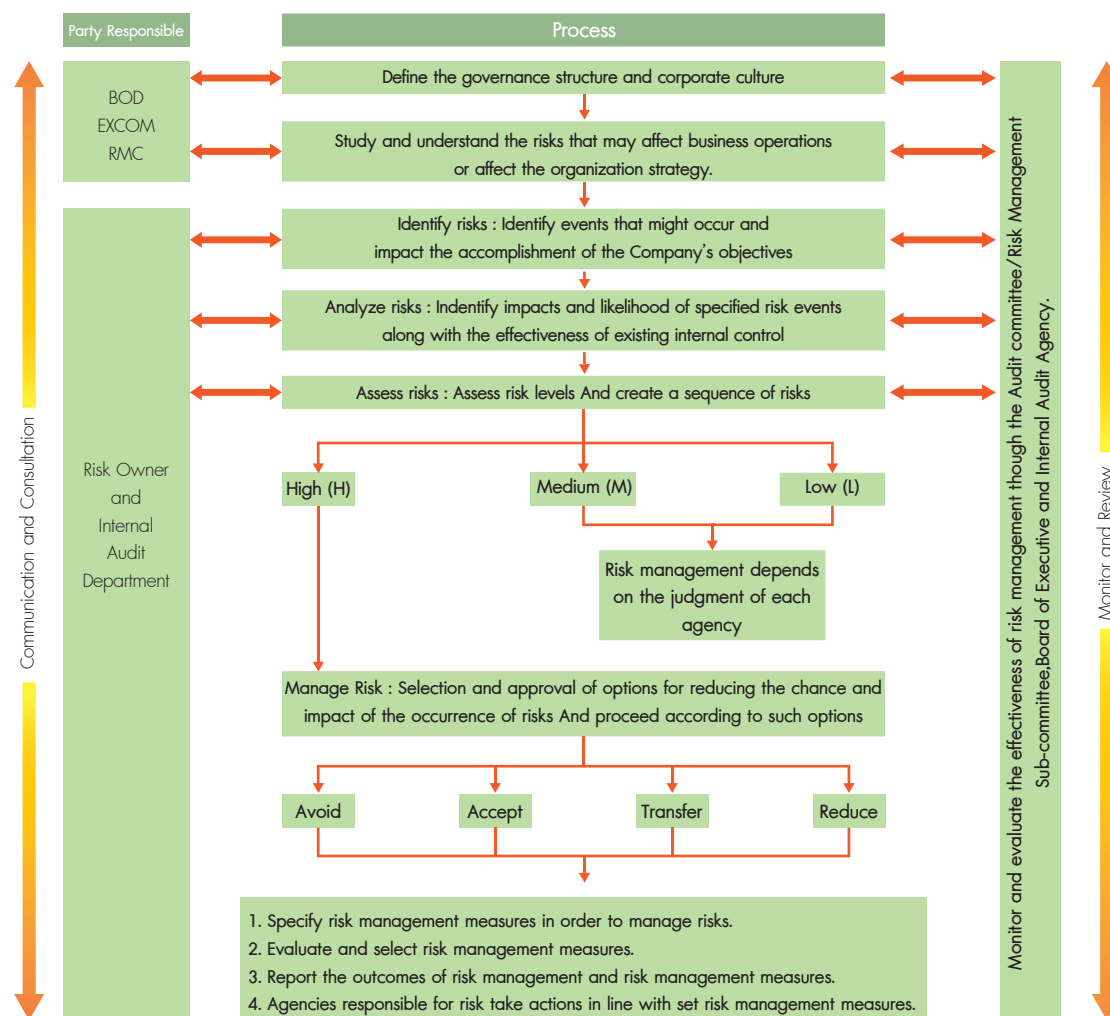 Party Responsible
Process
BOD
EXCOM
RMC
Define the governance structure and corporate culture
Study and understand the risks that may affect business operations
or affect the organization strategy.
Identify risks : Identify events that might occur and
impact the accomplishment of the Company's objectives
Analyze risks : Indentify impacts and likelihood of specified risk events
along with the effectiveness of existing internal control
Assess risks : Assess risk levels And create a sequence of risks
High (H)
Medium (M)
Low (L)
Risk Owner
and
Internal
Audit
Department
Risk management depends
on the judgment of each
agency
Manage Risk : Selection and approval of options for reducing the chance and
impact of the occurrence of risks And proceed according to such options
Avoid
Accept
Transfer
Reduce
1. Specify risk management measures in order to manage risks.
2. Evaluate and select risk management measures.
3. Report the outcomes of risk management and risk management measures.
4. Agencies responsible for risk take actions in line with set risk management measures.
Communication and Consultation
Monitor and evaluate the effectiveness of risk management though the Audit committee/Risk Management
Sub-committee,Board of Executive and Internal Audit Agency.
Monitor and Review